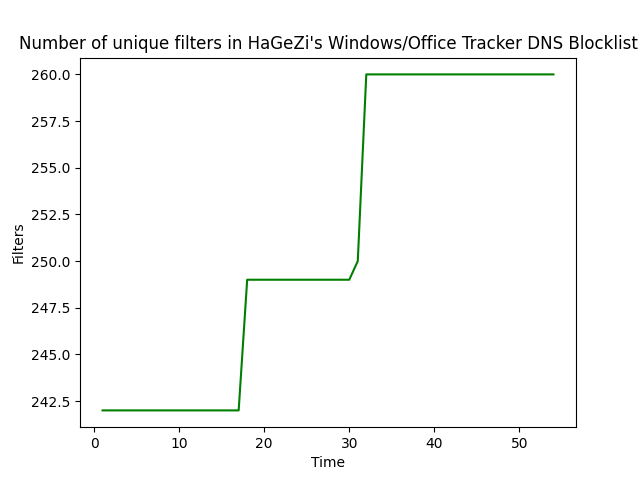 Number of unique filters in HaGeZi's Windows/Office Tracker DNS Blocklist
260.0
257.5
255.0
252.5
250.0
247.5
245.0
242.5
Filters
0 10 20 30 40 50
Time